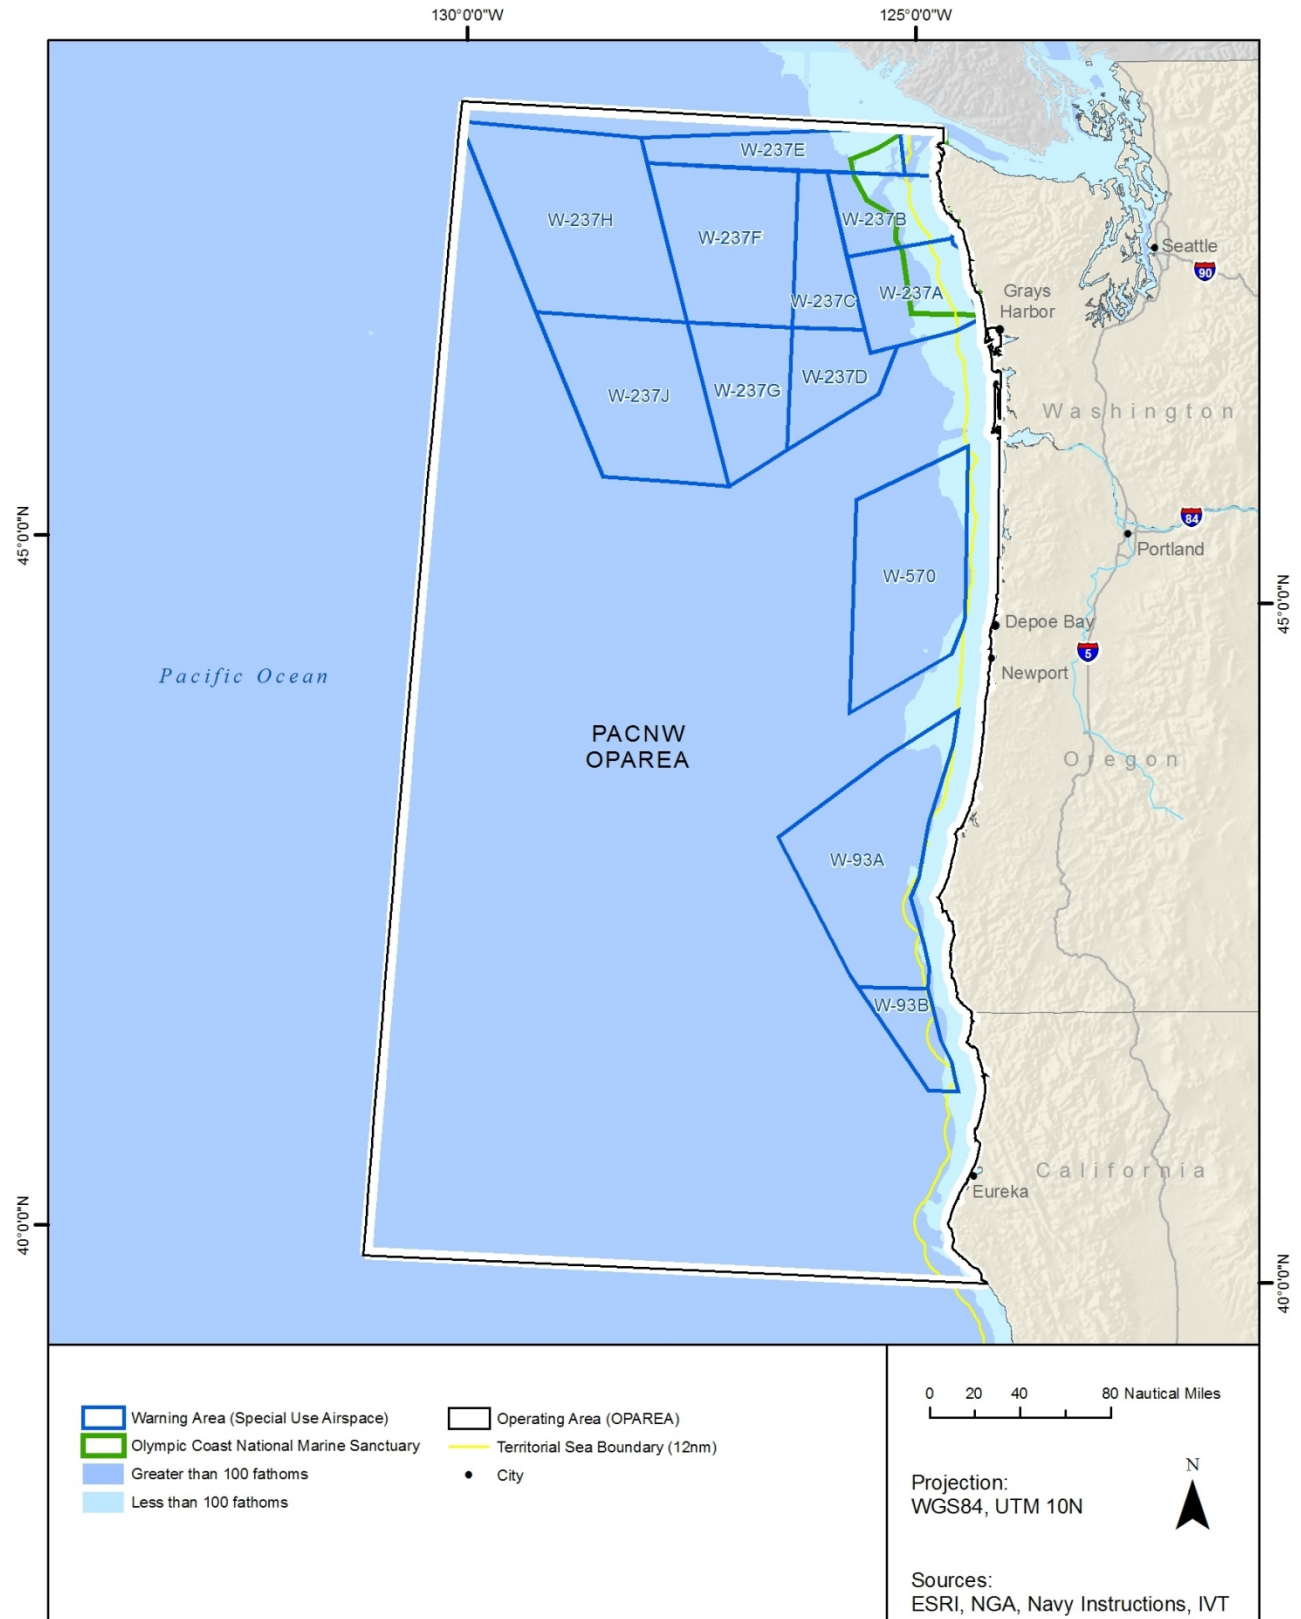 130°0'0"W
125°0'0"W
W-237E
W-237H
W-237B
W-237F
Seattle
90
W-237A
W-237C
Grays
Harbor
W-237D
W-237J
W-237G
Washington
84
45°0'0"N
Portland
W-570
45°0'0"N
Depoe Bay
5
Newport
Pacific Ocean
PACNW
OPAREA
Oregon
W-93A
W-93B
California
Eureka
40°0'0"N
40°0'0"N
Warning Area (Special Use Airspace)
Olympic Coast National Marine Sanctuary
Greater than 100 fathoms
Less than 100 fathoms
Operating Area (OPAREA)
Territorial Sea Boundary (12nm)
City
0 20 40 80 Nautical Miles
N
Projection:
WGS84, UTM 10N
Sources:
ESRI, NGA, Navy Instructions, IVT